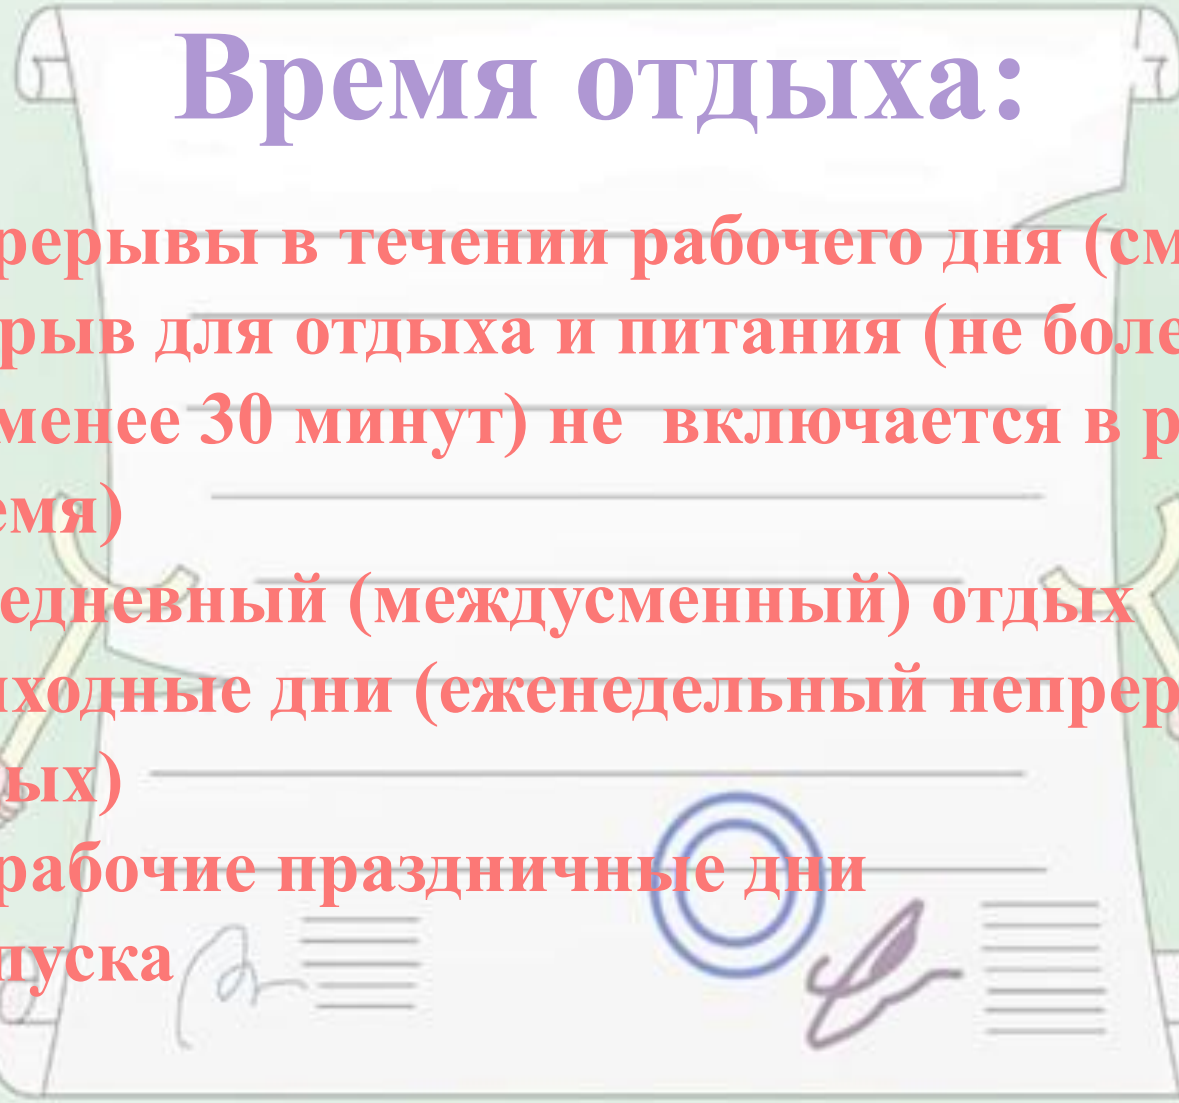 Время отдыха:
рерывы в течении рабочего дня (см
рыв для отдыха и питания (не боле
менее 30 минут) не включается в р
емя)
едневный (междусменный) отдых
ходные дни (еженедельный непрер
ых)
рабочие праздничные дни
пуска